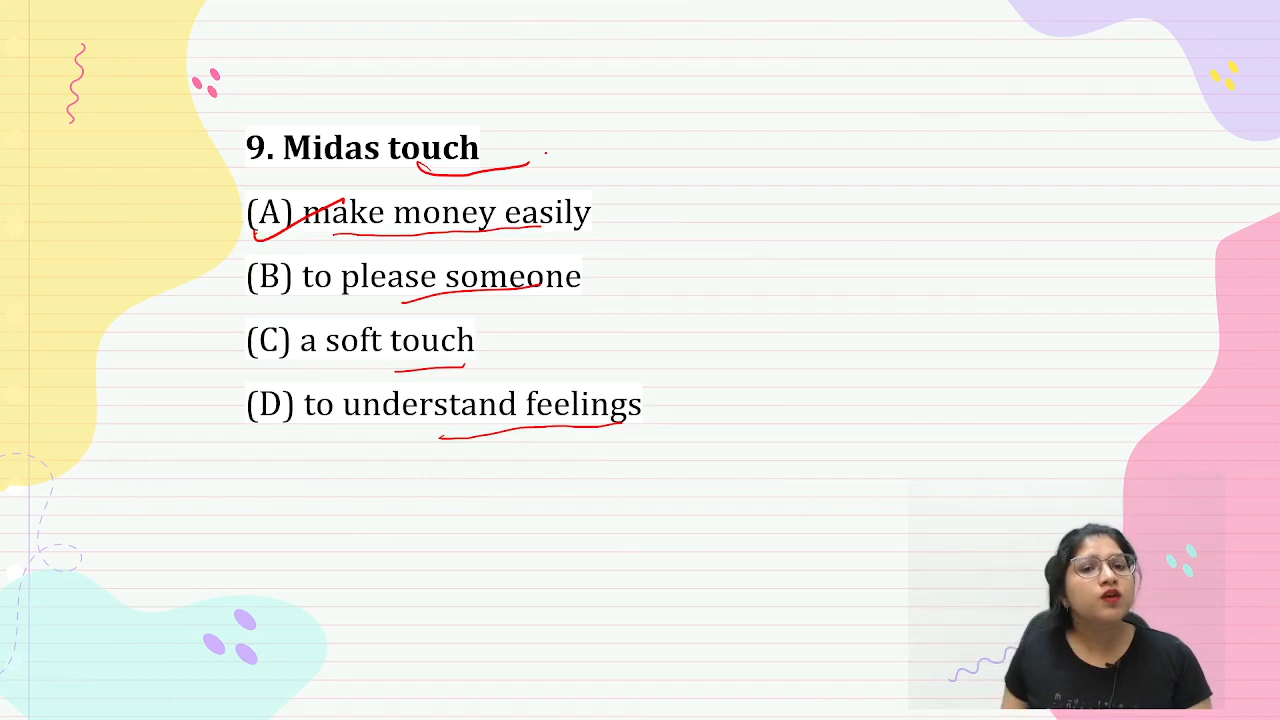 9. Midas touch
(A) make money easily
(B) to please someone
(C) a soft touch
(D) to understand feelings